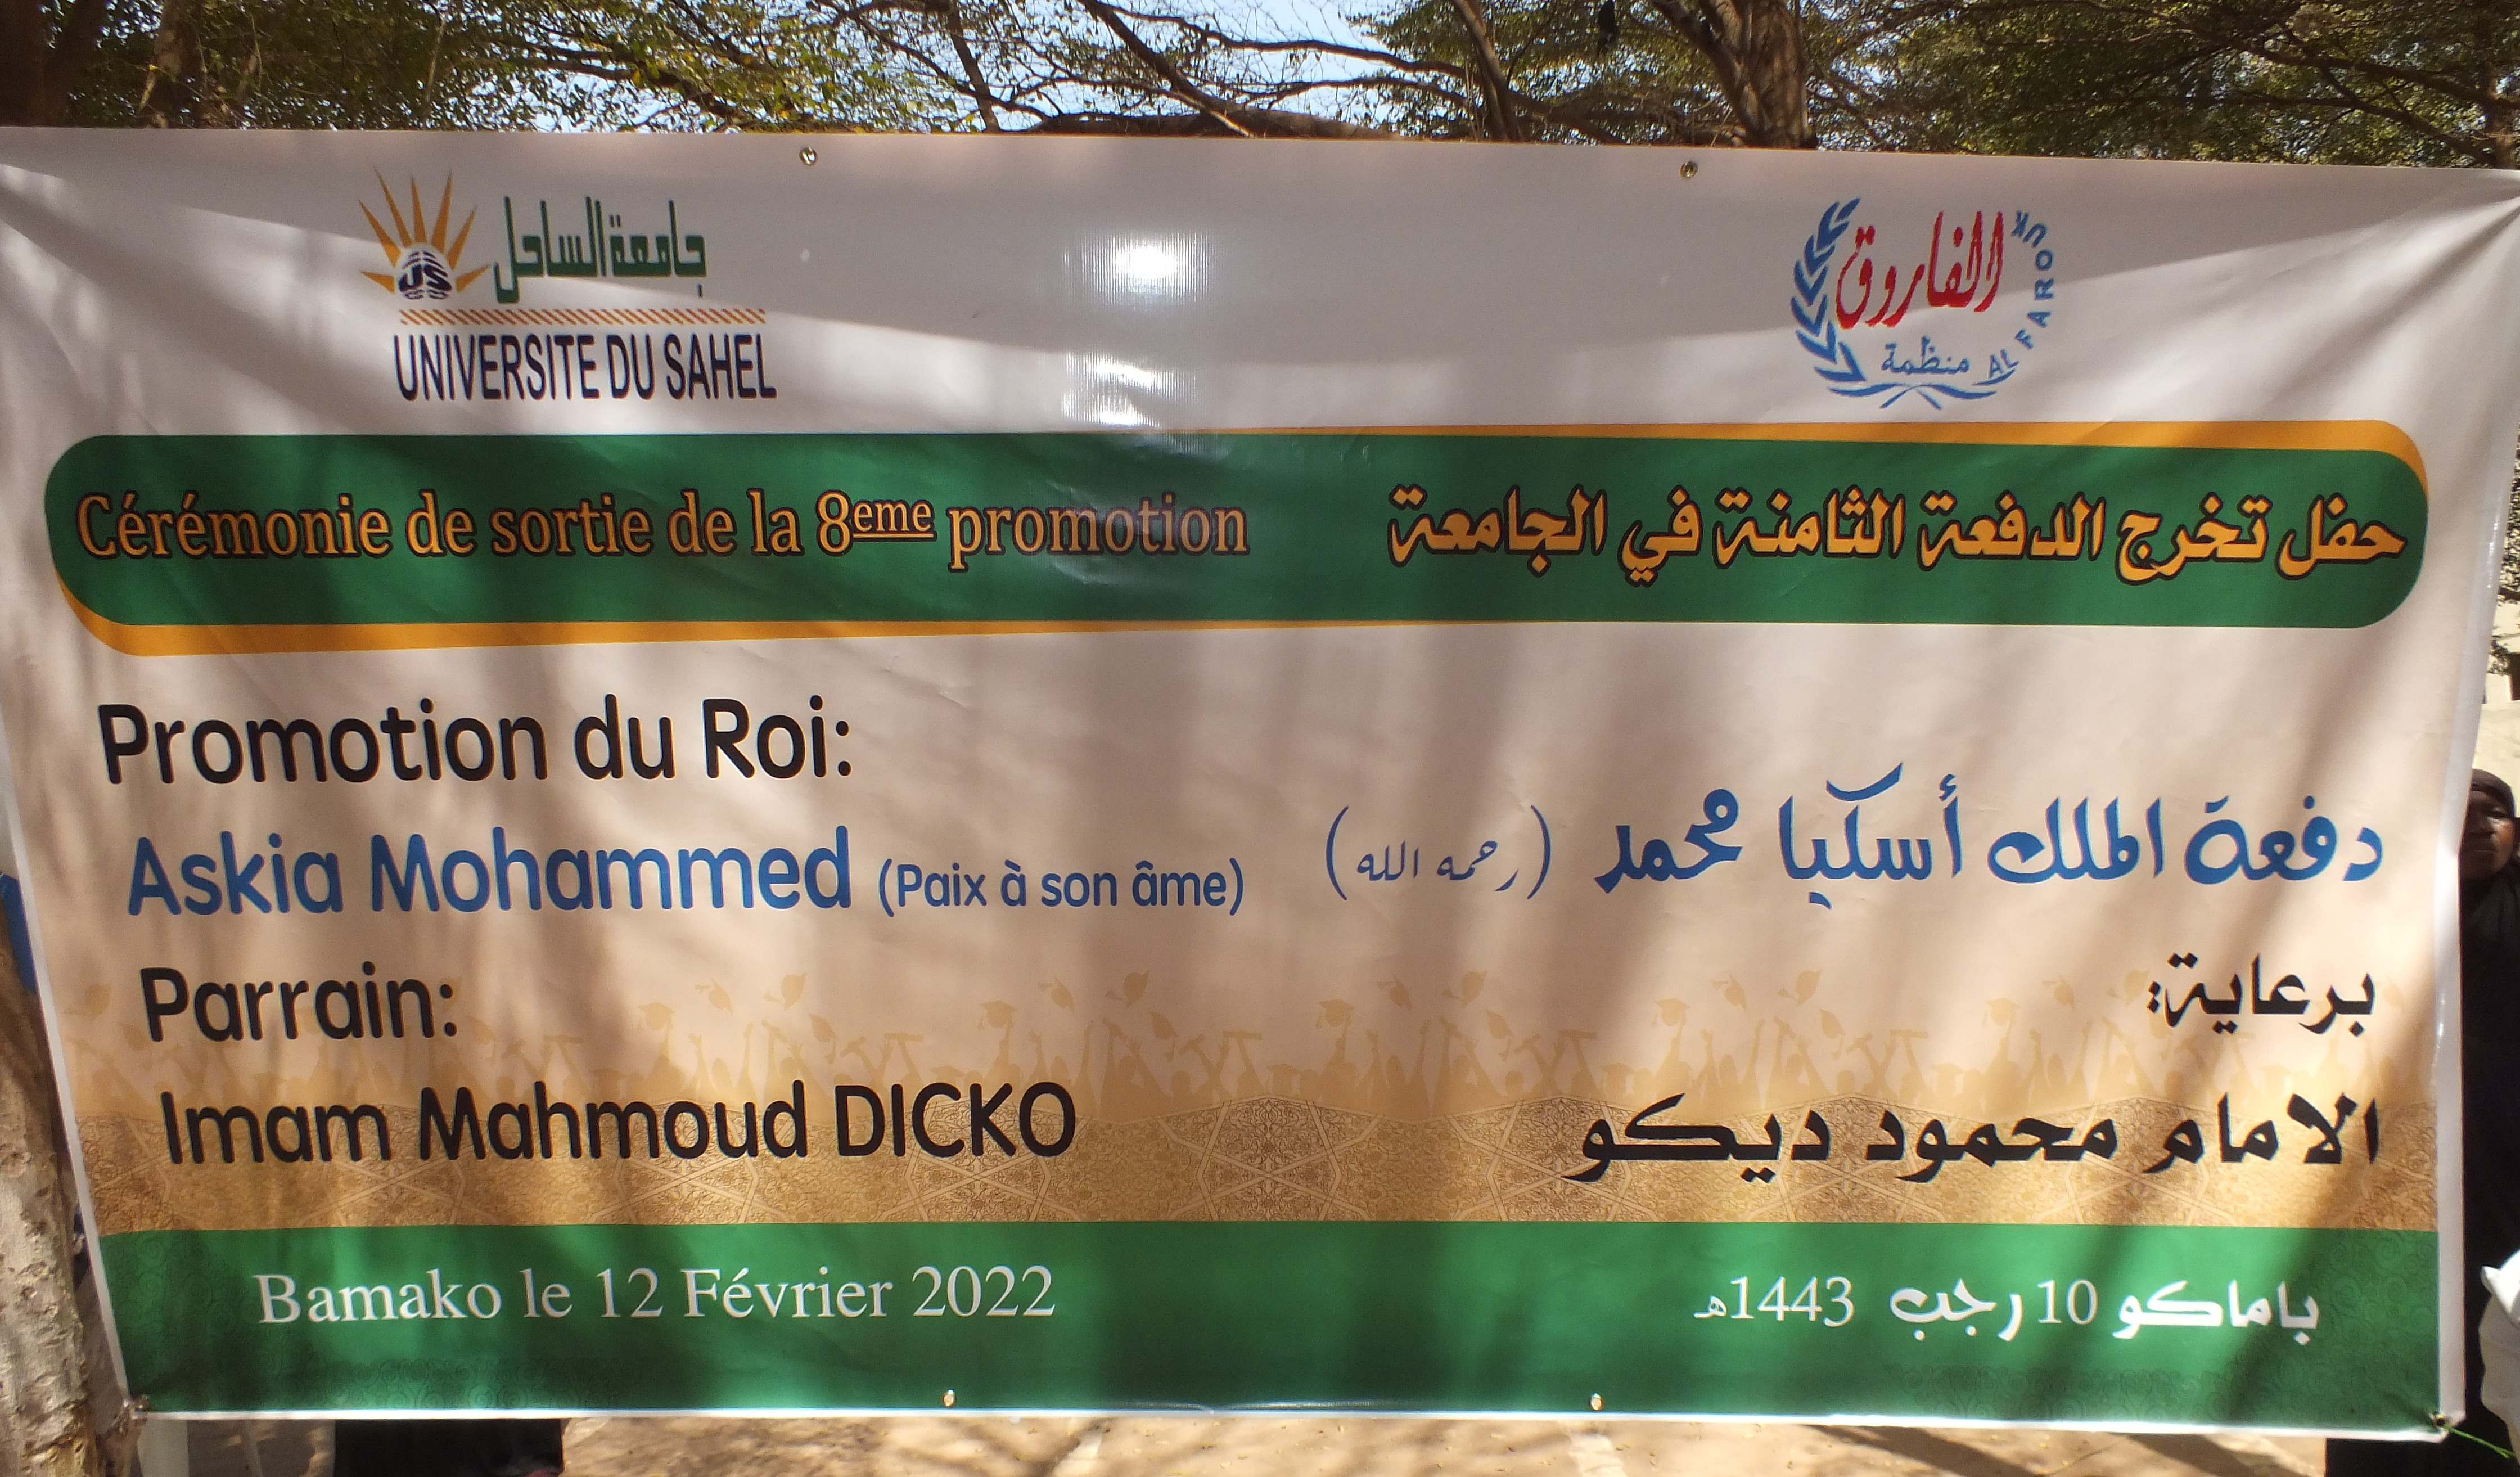 جامعة الساحل
US
UNIVERSITE DU SAHEL
الفاروق
منظمة
AL FAROUK
Cérémonie de sortie de la 8eme promotion
حفل تخرج الدفعة الثامنة في الجامعة
Promotion du Roi:
Askia Mohammed (Paix à son âme)
دفعة الملك أسكيا محمد (رحمه الله)
Parrain:
برعاية:
Imam Mahmoud DICKO
الامام محمود ديكو
Bamako le 12 Février 2022
باماكو 10 رجب 1443هـ